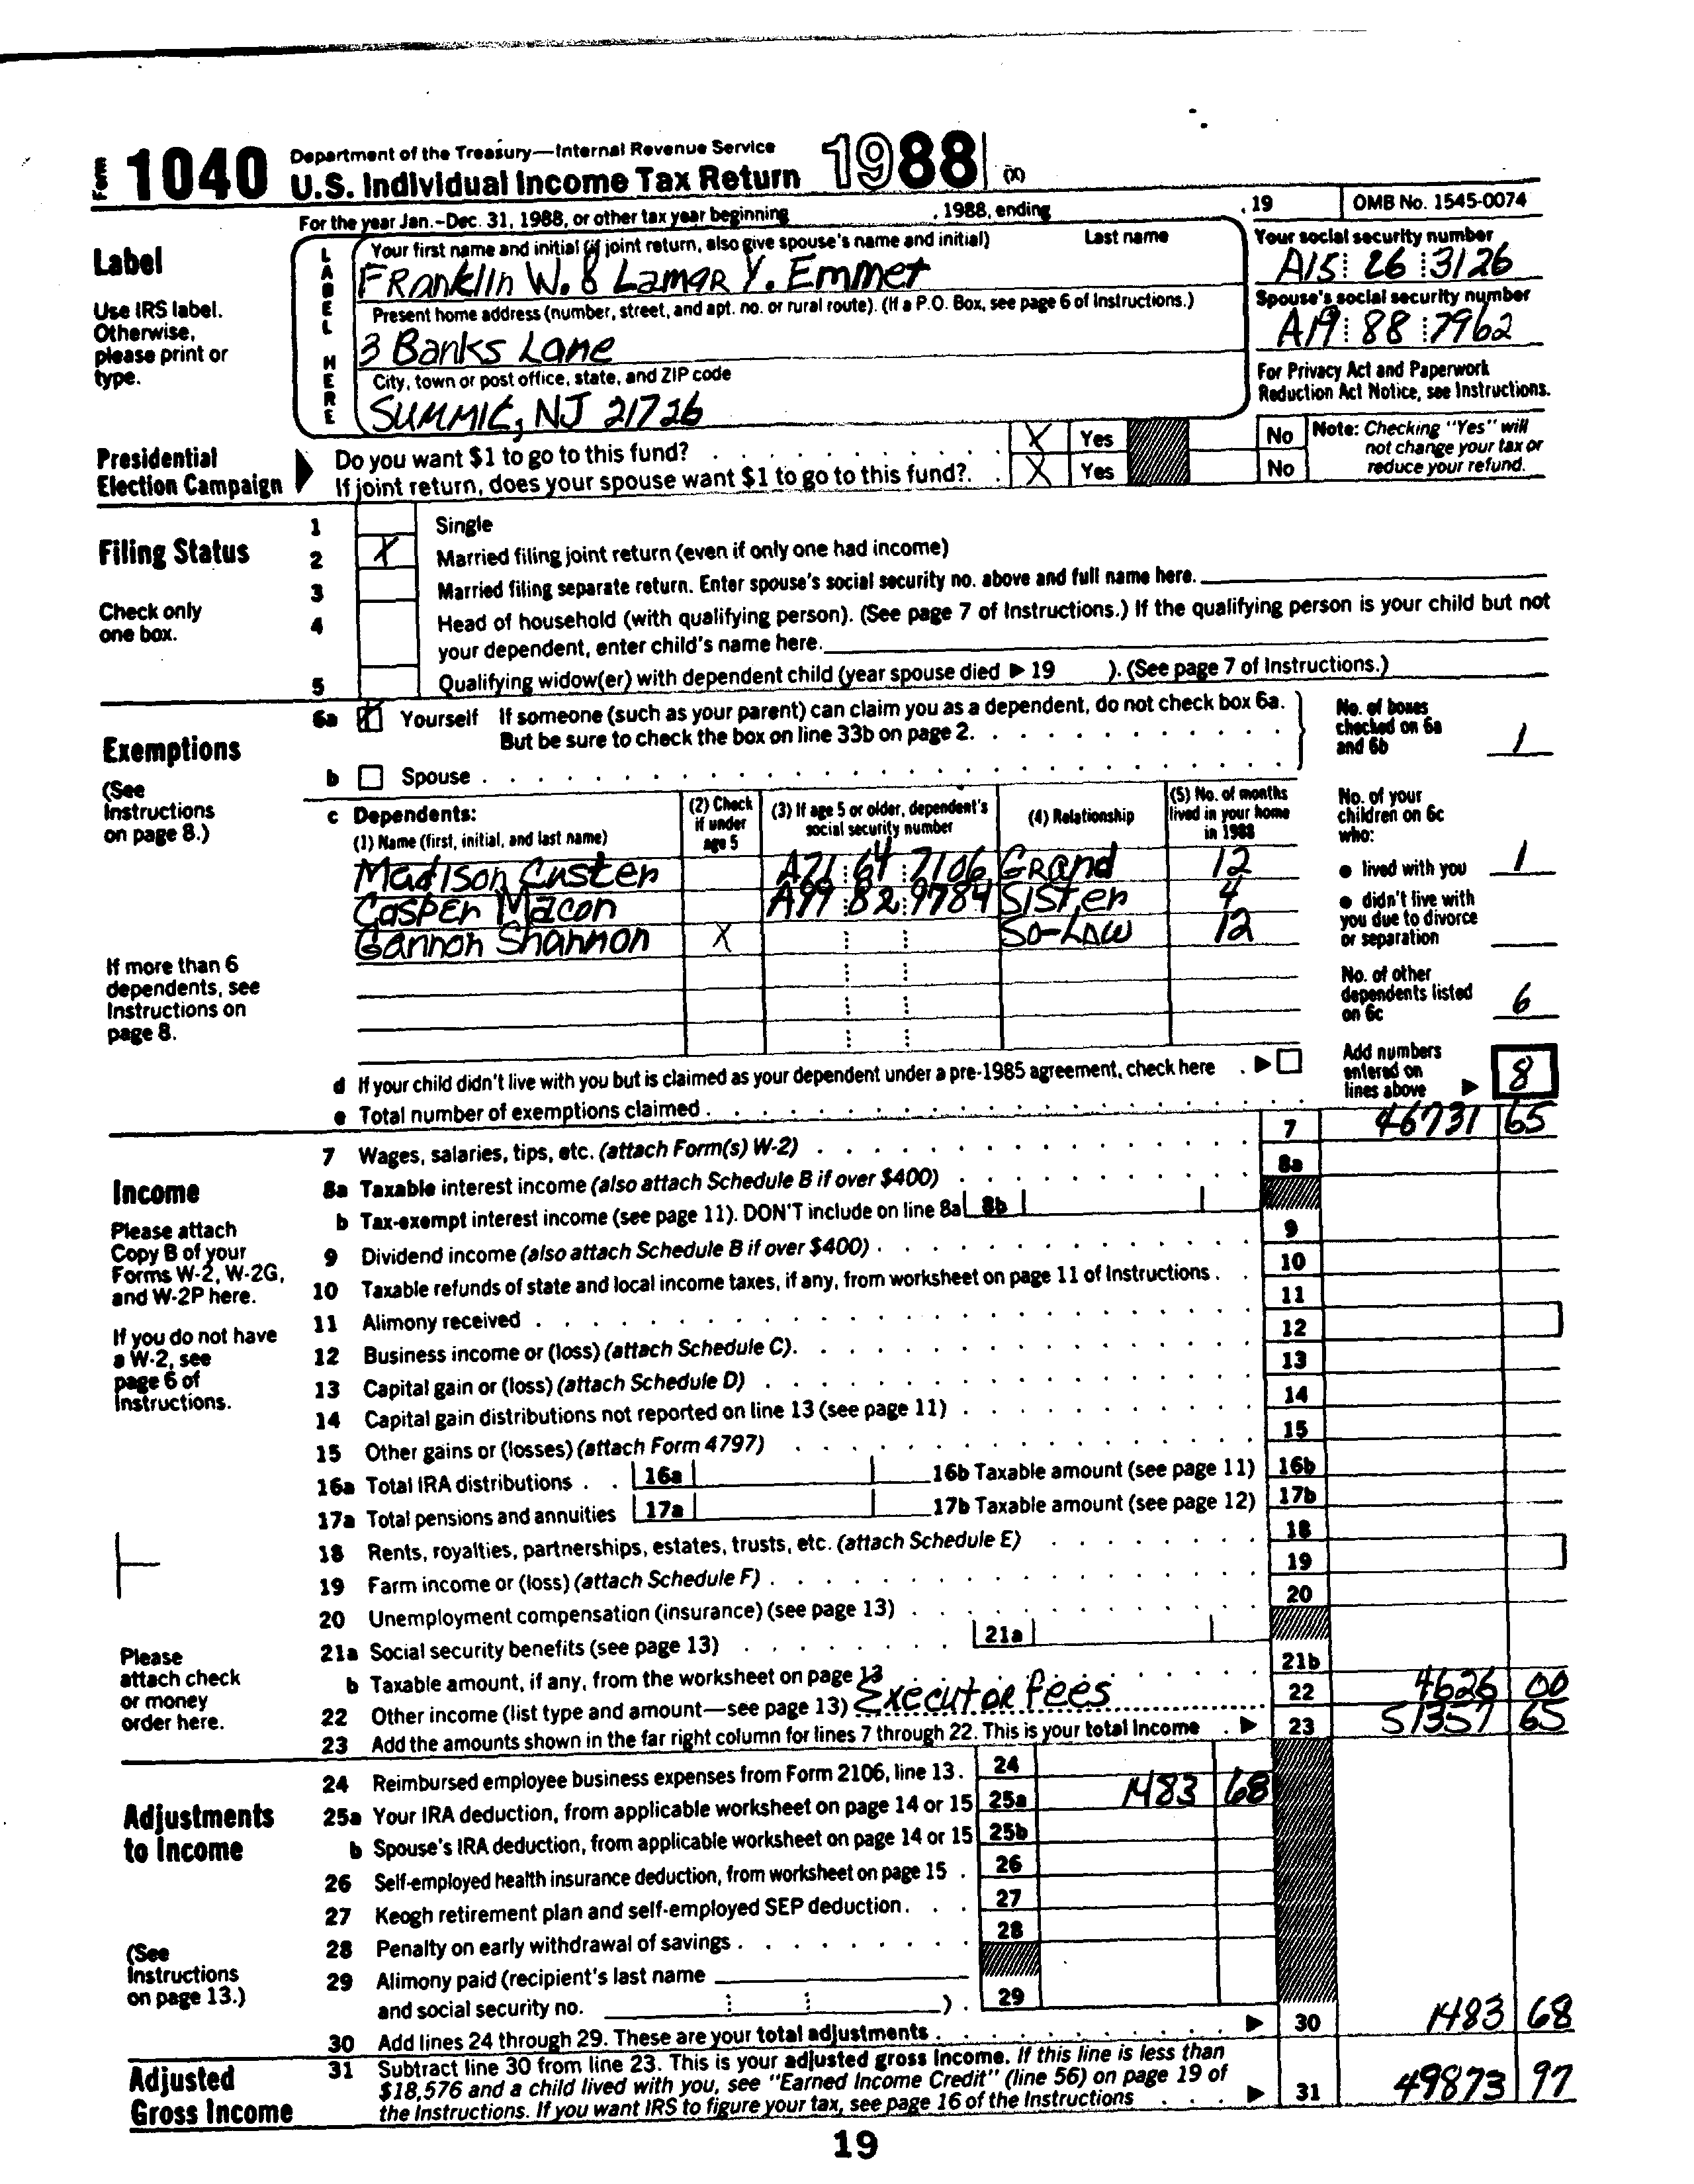 Form 1040 Department of the Treasury—Internal Revenue Service
U.S. Individual Income Tax Return 1988 (X)
For the year Jan.–Dec. 31, 1988, or other tax year beginning , 1988, ending , 19 OMB No. 1545-0074
Label
Use IRS label. Otherwise, please print or type.
LABEL HERE
Your first name and initial (if joint return, also give spouse's name and initial) Last name
Franklin W. & Lamar Y. Emmet
Your social security number
A15 26 3126
Present home address (number, street, and apt. no. or rural route). (If a P.O. Box, see page 6 of Instructions.)
3 Banks Lane
Spouse's social security number
A19 88 7962
City, town or post office, state, and ZIP code
Summit, NJ 21726
For Privacy Act and Paperwork Reduction Act Notice, see Instructions.
Presidential Election Campaign
Do you want $1 to go to this fund? . . . . . . . . . X Yes No
If joint return, does your spouse want $1 to go to this fund?. . X Yes No
Note: Checking "Yes" will not change your tax or reduce your refund.
Filing Status
Check only one box.
1 Single
2 X Married filing joint return (even if only one had income)
3 Married filing separate return. Enter spouse's social security no. above and full name here.
4 Head of household (with qualifying person). (See page 7 of Instructions.) If the qualifying person is your child but not
your dependent, enter child's name here.
5 Qualifying widow(er) with dependent child (year spouse died ▶ 19 ). (See page 7 of Instructions.)
Exemptions
(See Instructions on page 8.)
6a X Yourself If someone (such as your parent) can claim you as a dependent, do not check box 6a.
But be sure to check the box on line 33b on page 2. . . . . . . . . . . .
b Spouse . . . . . . . . . . . . . . . . . . . .
No. of boxes checked on 6a and 6b 1
c Dependents:
(1) Name (first, initial, and last name)
(2) Check if under age 5
(3) If age 5 or older, dependent's social security number
(4) Relationship
(5) No. of months lived in your home in 1988
Madison Custer A71 64 7106 Grand 12
Casper Macon A99 82 9784 Sister 4
Gannon Shannon X So-Law 12
No. of your children on 6c who:
● lived with you 1
● didn't live with you due to divorce or separation
No. of other dependents listed on 6c 6
If more than 6 dependents, see Instructions on page 8.
d If your child didn't live with you but is claimed as your dependent under a pre-1985 agreement, check here . ▶
e Total number of exemptions claimed . . . . . . . . . . . . . . . .
Add numbers entered on lines above ▶ 8
Income
Please attach Copy B of your Forms W-2, W-2G, and W-2P here.
If you do not have a W-2, see page 6 of Instructions.
Please attach check or money order here.
7 Wages, salaries, tips, etc. (attach Form(s) W-2) . . . . . . . . . . . . 7 46731 65
8a Taxable interest income (also attach Schedule B if over $400) . . . . . . . . 8a
b Tax-exempt interest income (see page 11). DON'T include on line 8a 8b
9 Dividend income (also attach Schedule B if over $400) . . . . . . . . . . 9
10 Taxable refunds of state and local income taxes, if any, from worksheet on page 11 of Instructions . . 10
11 Alimony received . . . . . . . . . . . . . . . 11
12 Business income or (loss) (attach Schedule C). . . . . . . . . . . . 12
13 Capital gain or (loss) (attach Schedule D) . . . . . . . . . . . . 13
14 Capital gain distributions not reported on line 13 (see page 11) . . . . . . . . 14
15 Other gains or (losses) (attach Form 4797) . . . . . . . . . . . . 15
16a Total IRA distributions . . 16a 16b Taxable amount (see page 11) 16b
17a Total pensions and annuities 17a 17b Taxable amount (see page 12) 17b
18 Rents, royalties, partnerships, estates, trusts, etc. (attach Schedule E) . . . . . . 18
19 Farm income or (loss) (attach Schedule F) . . . . . . . . . . . . 19
20 Unemployment compensation (insurance) (see page 13) . . . . . . . . . 20
21a Social security benefits (see page 13) . . . . . . . 21a
b Taxable amount, if any, from the worksheet on page 13 . . . . . . . . . 21b
22 Other income (list type and amount—see page 13) Executor fees 22 4626 00
23 Add the amounts shown in the far right column for lines 7 through 22. This is your total income . ▶ 23 51357 65
Adjustments to Income
(See Instructions on page 13.)
24 Reimbursed employee business expenses from Form 2106, line 13 . 24
25a Your IRA deduction, from applicable worksheet on page 14 or 15 25a 1483 68
b Spouse's IRA deduction, from applicable worksheet on page 14 or 15 25b
26 Self-employed health insurance deduction, from worksheet on page 15 . 26
27 Keogh retirement plan and self-employed SEP deduction . . . 27
28 Penalty on early withdrawal of savings . . . . . . . . 28
29 Alimony paid (recipient's last name
and social security no. ) . 29
30 Add lines 24 through 29. These are your total adjustments . . . . . . . . . ▶ 30 1483 68
Adjusted Gross Income
31 Subtract line 30 from line 23. This is your adjusted gross income. If this line is less than
$18,576 and a child lived with you, see "Earned Income Credit" (line 56) on page 19 of
the Instructions. If you want IRS to figure your tax, see page 16 of the Instructions . . . ▶ 31 49873 97
19